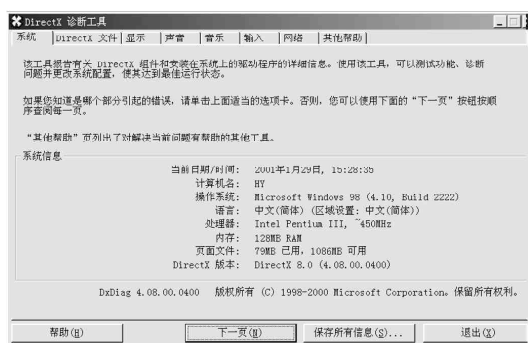 DirectX 诊断工具
系统 DirectX 文件 显示 声音 音乐 输入 网络 其他帮助
该工具报告有关 DirectX 组件和安装在系统上的驱动程序的详细信息。使用该工具，可以测试功能、诊断
问题并更改系统配置，使其达到最佳运行状态。
如果您知道是哪个部分引起的错误，请单击上面适当的选项卡。否则，您可以使用下面的“下一页”按钮按顺
序查阅每一页。
“其他帮助”页列出了对解决当前问题有帮助的其他工具。
系统信息
当前日期/时间: 2001年1月29日, 15:28:35
计算机名: HY
操作系统: Microsoft Windows 98 (4.10, Build 2222)
语言: 中文(简体) (区域设置: 中文(简体))
处理器: Intel Pentium III, ~450MHz
内存: 128MB RAM
页面文件: 79MB 已用, 1086MB 可用
DirectX 版本: DirectX 8.0 (4.08.00.0400)
DxDiag 4.08.00.0400 版权所有 (C) 1998-2000 Microsoft Corporation。保留所有权利。
帮助(H) 下一页(N) 保存所有信息(S)... 退出(X)